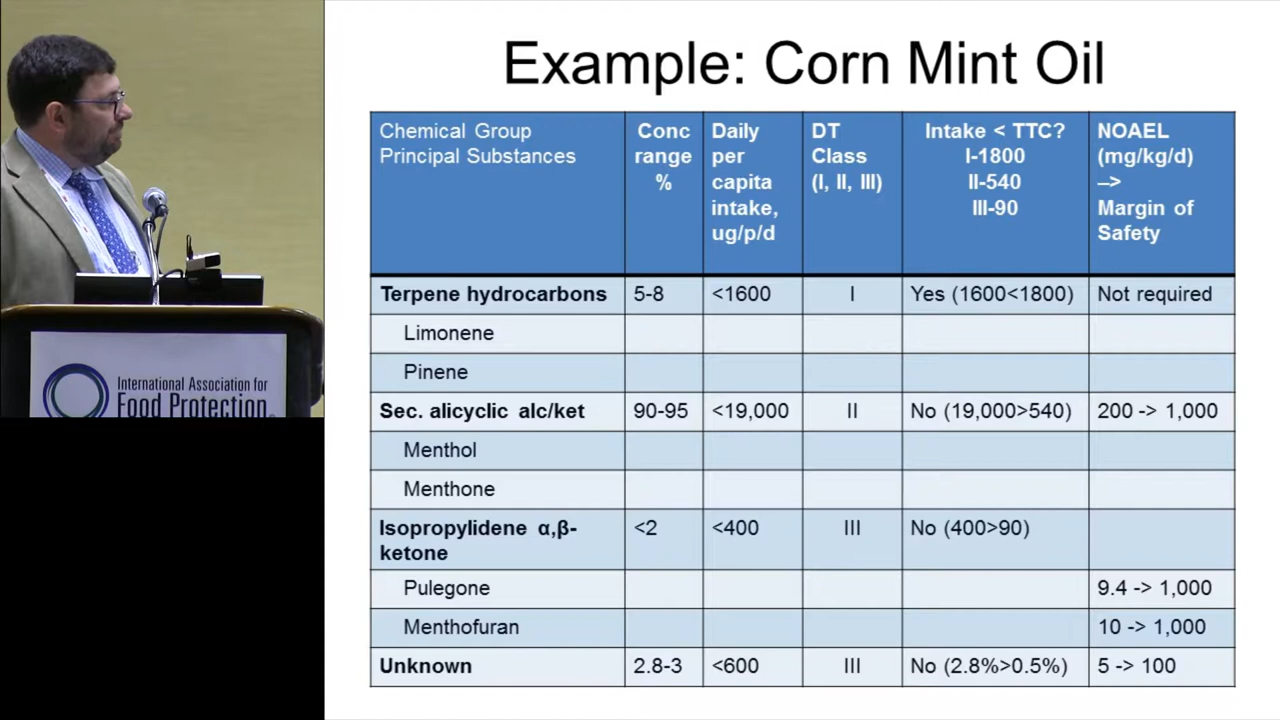 Example: Corn Mint Oil
Chemical Group
Principal Substances
Conc
range
%
Daily
per
capita
intake,
ug/p/d
DT
Class
(I, II, III)
Intake < TTC?
I-1800
II-540
III-90
NOAEL
(mg/kg/d)
–>
Margin of
Safety
Terpene hydrocarbons 5-8 <1600 I Yes (1600<1800) Not required
Limonene
Pinene
Sec. alicyclic alc/ket 90-95 <19,000 II No (19,000>540) 200 -> 1,000
Menthol
Menthone
Isopropylidene α,β-
ketone
<2 <400 III No (400>90)
Pulegone 9.4 -> 1,000
Menthofuran 10 -> 1,000
Unknown 2.8-3 <600 III No (2.8%>0.5%) 5 -> 100
International Association for
Food Protection